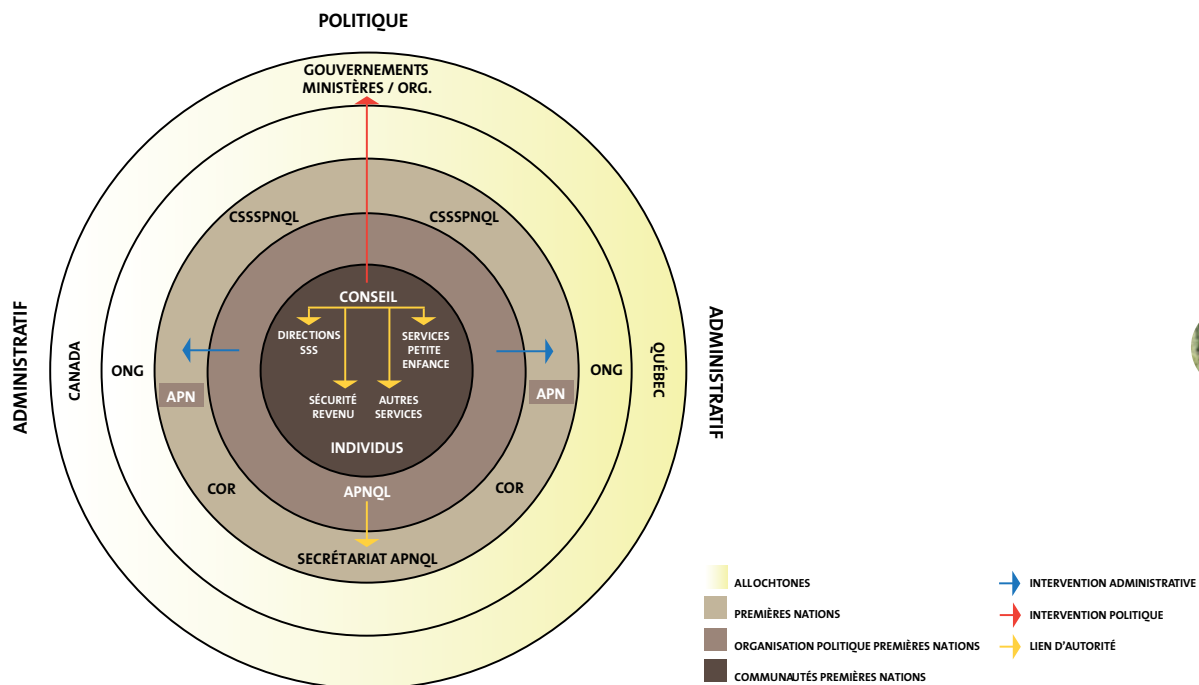 POLITIQUE
GOUVERNEMENTS
MINISTÈRES / ORG.
CSSSPNQL
CSSSPNQL
CONSEIL
DIRECTIONS
SSS
SERVICES
PETITE
ENFANCE
ADMINISTRATIF
CANADA
ONG
APN
SÉCURITÉ
REVENU
AUTRES
SERVICES
APN
ONG
QUÉBEC
ADMINISTRATIF
INDIVIDUS
COR
APNQL
COR
SECRÉTARIAT APNQL
ALLOCHTONES
PREMIÈRES NATIONS
ORGANISATION POLITIQUE PREMIÈRES NATIONS
COMMUNAUTÉS PREMIÈRES NATIONS
INTERVENTION ADMINISTRATIVE
INTERVENTION POLITIQUE
LIEN D'AUTORITÉ